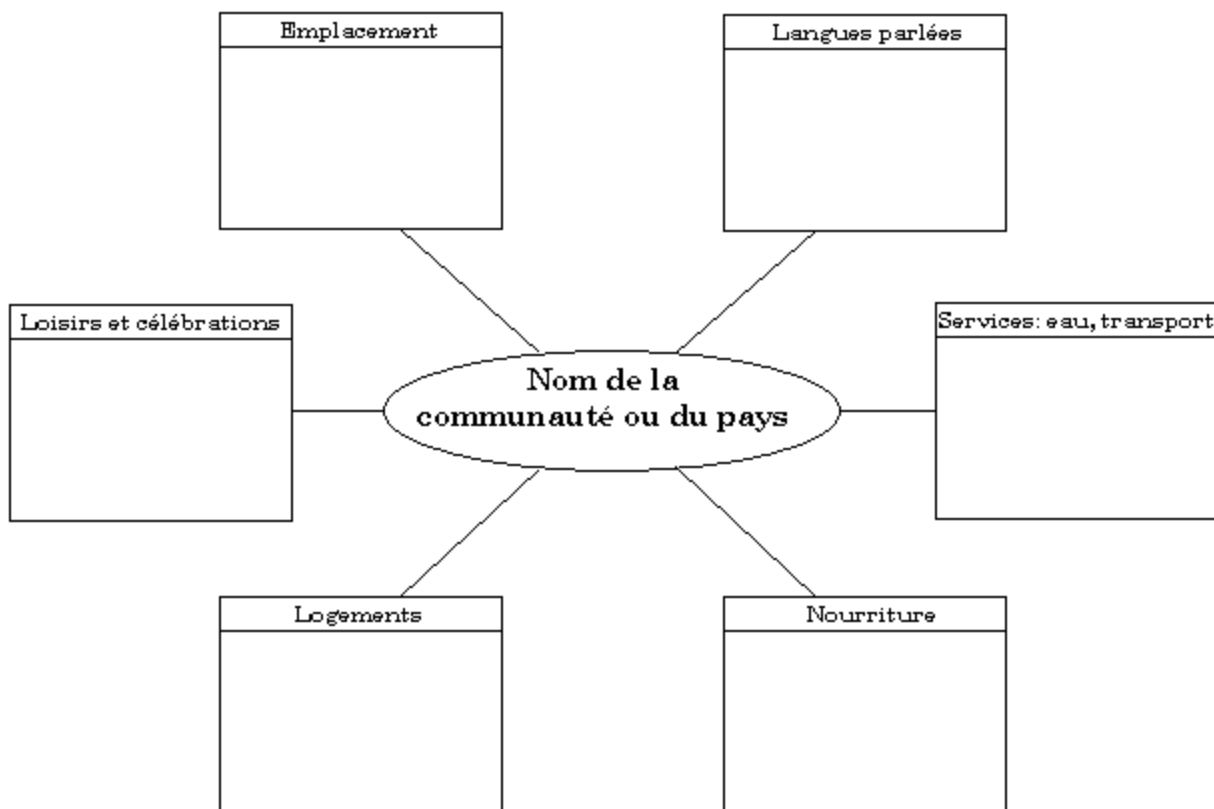 Emplacement
Langues parlées
Loisirs et célébrations
Services: eau, transport
Nom de la
communauté ou du pays
Logements
Nourriture